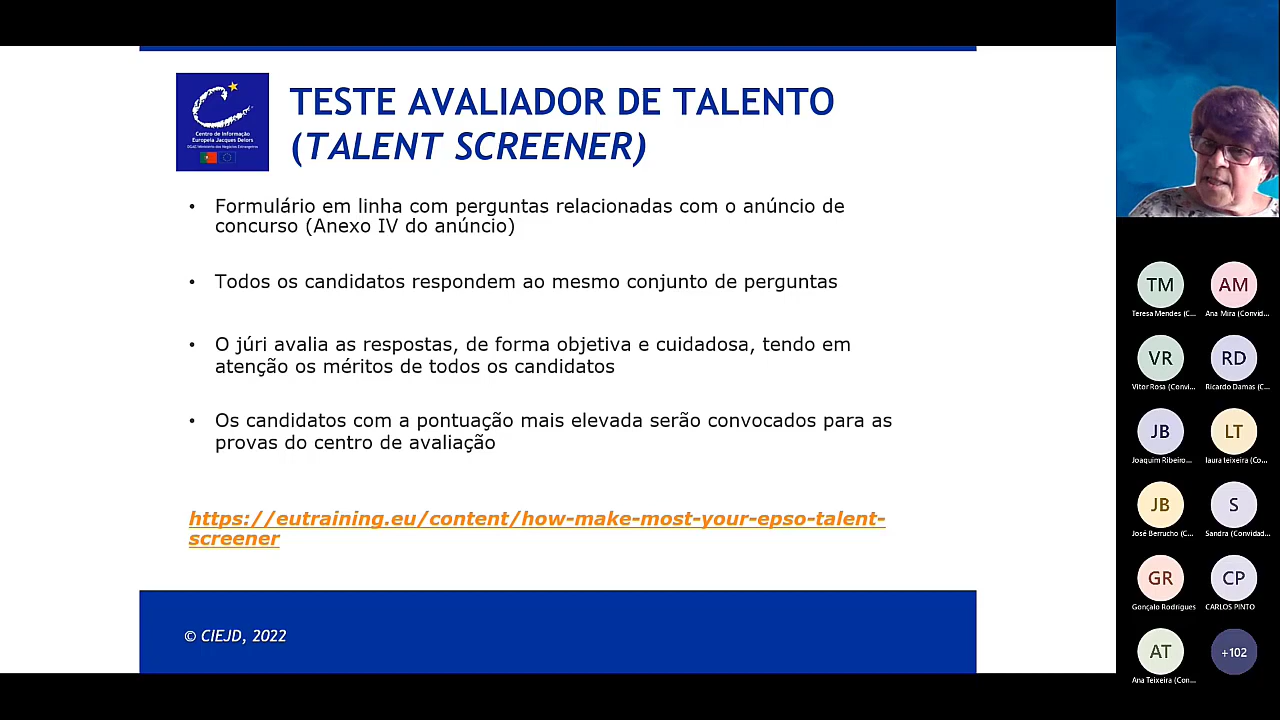 Centro de Informação
Europeia Jacques Delors
TESTE AVALIADOR DE TALENTO
(TALENT SCREENER)
• Formulário em linha com perguntas relacionadas com o anúncio de
concurso (Anexo IV do anúncio)
• Todos os candidatos respondem ao mesmo conjunto de perguntas
• O júri avalia as respostas, de forma objetiva e cuidadosa, tendo em
atenção os méritos de todos os candidatos
• Os candidatos com a pontuação mais elevada serão convocados para as
provas do centro de avaliação
https://eutraining.eu/content/how-make-most-your-epso-talent-
screener
© CIEJD, 2022
TM
AM
Teresa Mendes (C...
Ana Mira (Convid...
VR
RD
Vitor Rosa (Convi...
Ricardo Damas (C...
JB
LT
Joaquim Ribeiro...
laura teixeira (Co...
JB
S
José Berrucho (C...
Sandra (Convidad...
GR
CP
Gonçalo Rodrigues
CARLOS PINTO
AT
+102
Ana Teixeira (Con...